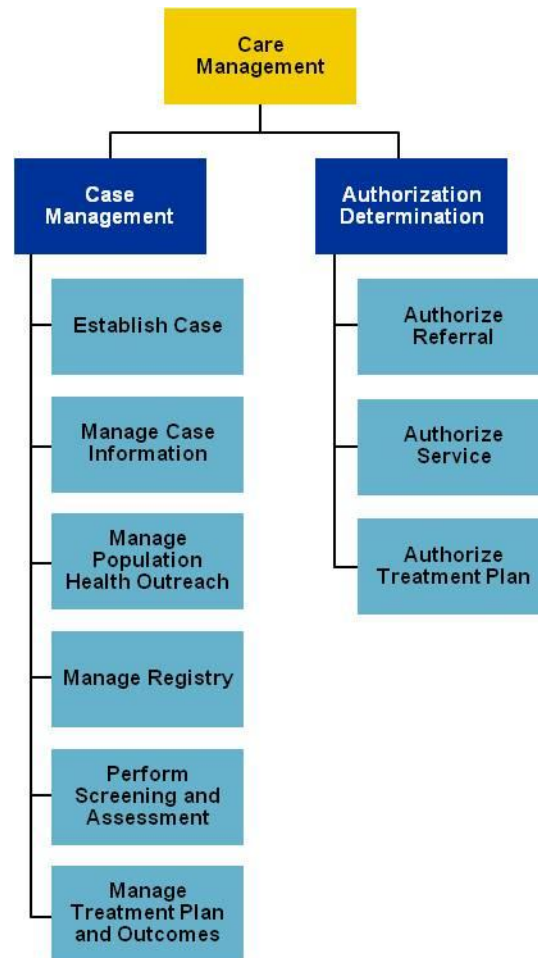 Care
Management
Case
Management
Establish Case
Manage Case
Information
Manage
Population
Health Outreach
Manage Registry
Perform
Screening and
Assessment
Manage
Treatment Plan
and Outcomes
Authorization
Determination
Authorize
Referral
Authorize
Service
Authorize
Treatment Plan